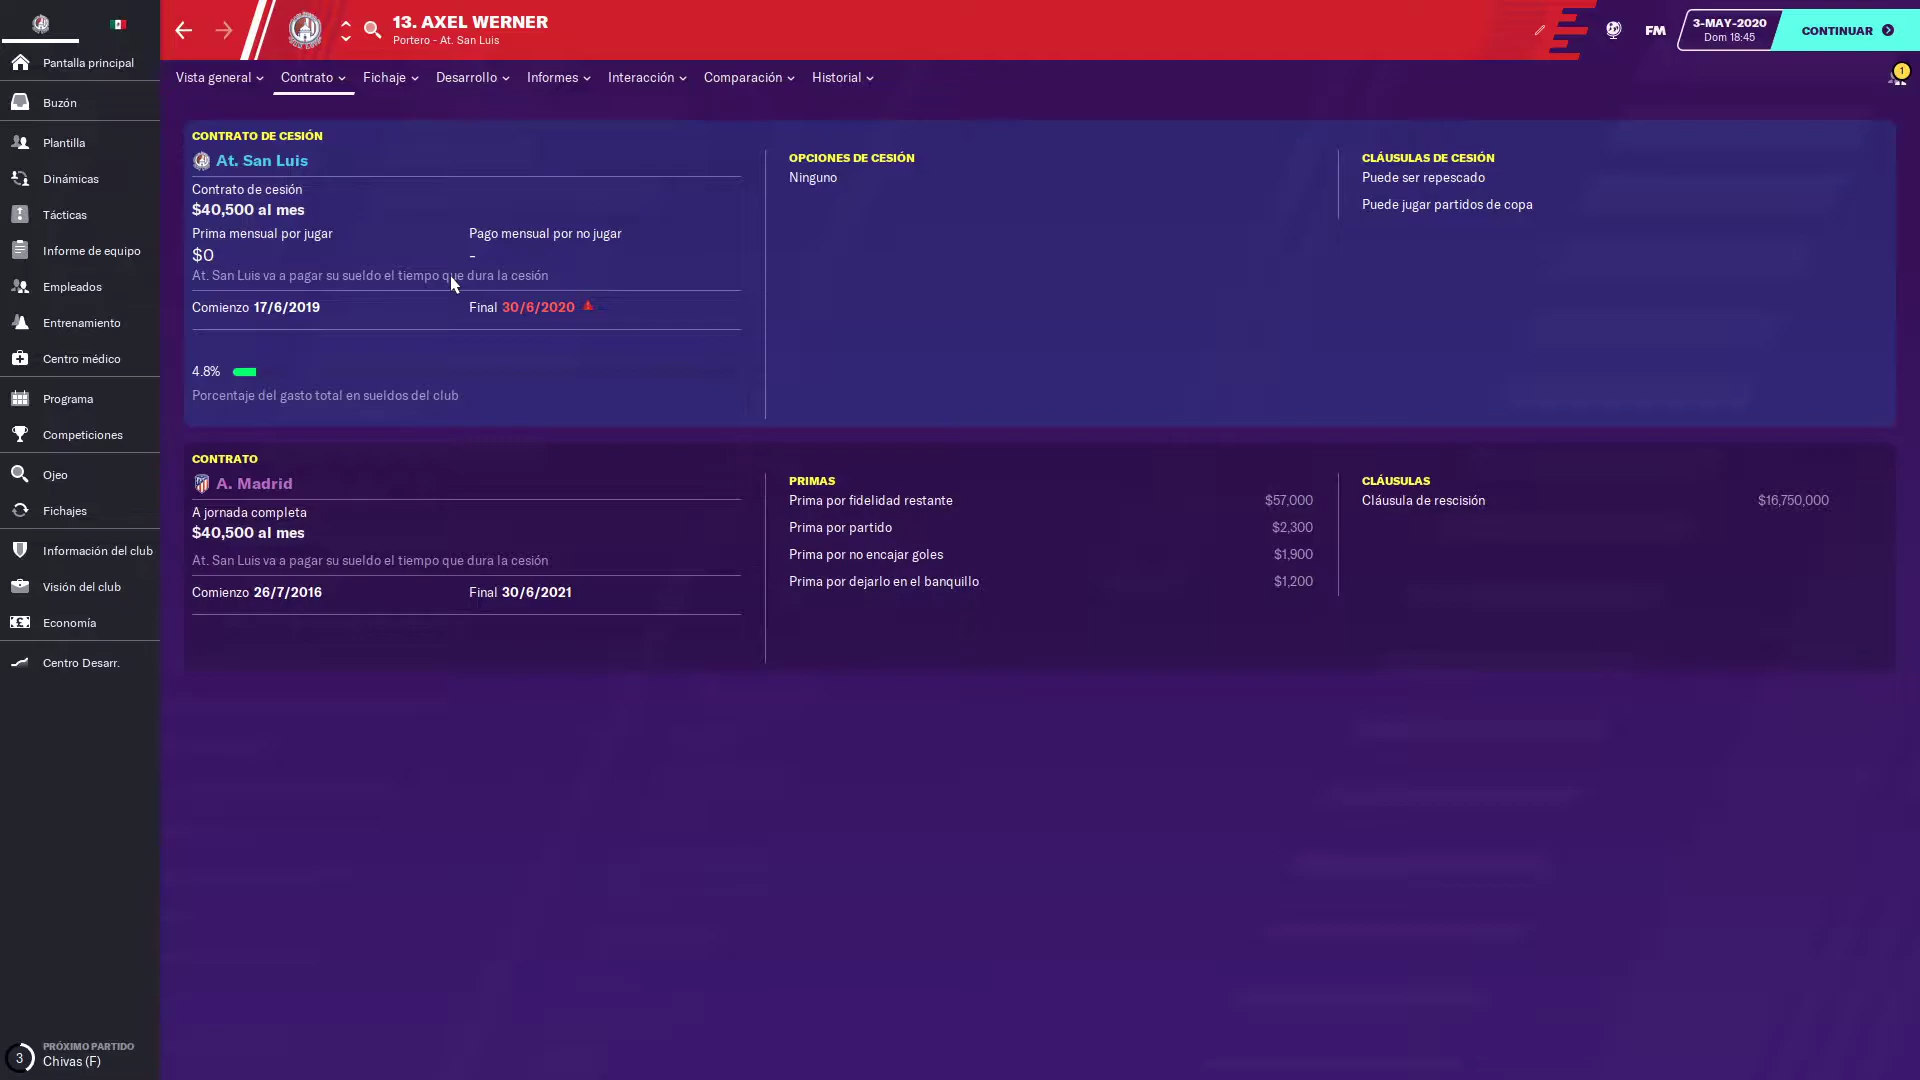 13. AXEL WERNER
Portero - At. San Luis
FM
3-MAY-2020
Dom 18:45
CONTINUAR
1
Vista general
Contrato
Fichaje
Desarrollo
Informes
Interacción
Comparación
Historial
Pantalla principal
Buzón
Plantilla
Dinámicas
Tácticas
Informe de equipo
Empleados
Entrenamiento
Centro médico
Programa
Competiciones
Ojeo
Fichajes
Información del club
Visión del club
Economía
Centro Desarr.
3
PRÓXIMO PARTIDO
Chivas (F)
CONTRATO DE CESIÓN
At. San Luis
Contrato de cesión
$40,500 al mes
Prima mensual por jugar
$0
Pago mensual por no jugar
-
At. San Luis va a pagar su sueldo el tiempo que dura la cesión
Comienzo 17/6/2019
Final 30/6/2020
4.8%
Porcentaje del gasto total en sueldos del club
OPCIONES DE CESIÓN
Ninguno
CLÁUSULAS DE CESIÓN
Puede ser repescado
Puede jugar partidos de copa
CONTRATO
A. Madrid
A jornada completa
$40,500 al mes
At. San Luis va a pagar su sueldo el tiempo que dura la cesión
Comienzo 26/7/2016
Final 30/6/2021
PRIMAS
Prima por fidelidad restante $57,000
Prima por partido $2,300
Prima por no encajar goles $1,900
Prima por dejarlo en el banquillo $1,200
CLÁUSULAS
Cláusula de rescisión $16,750,000